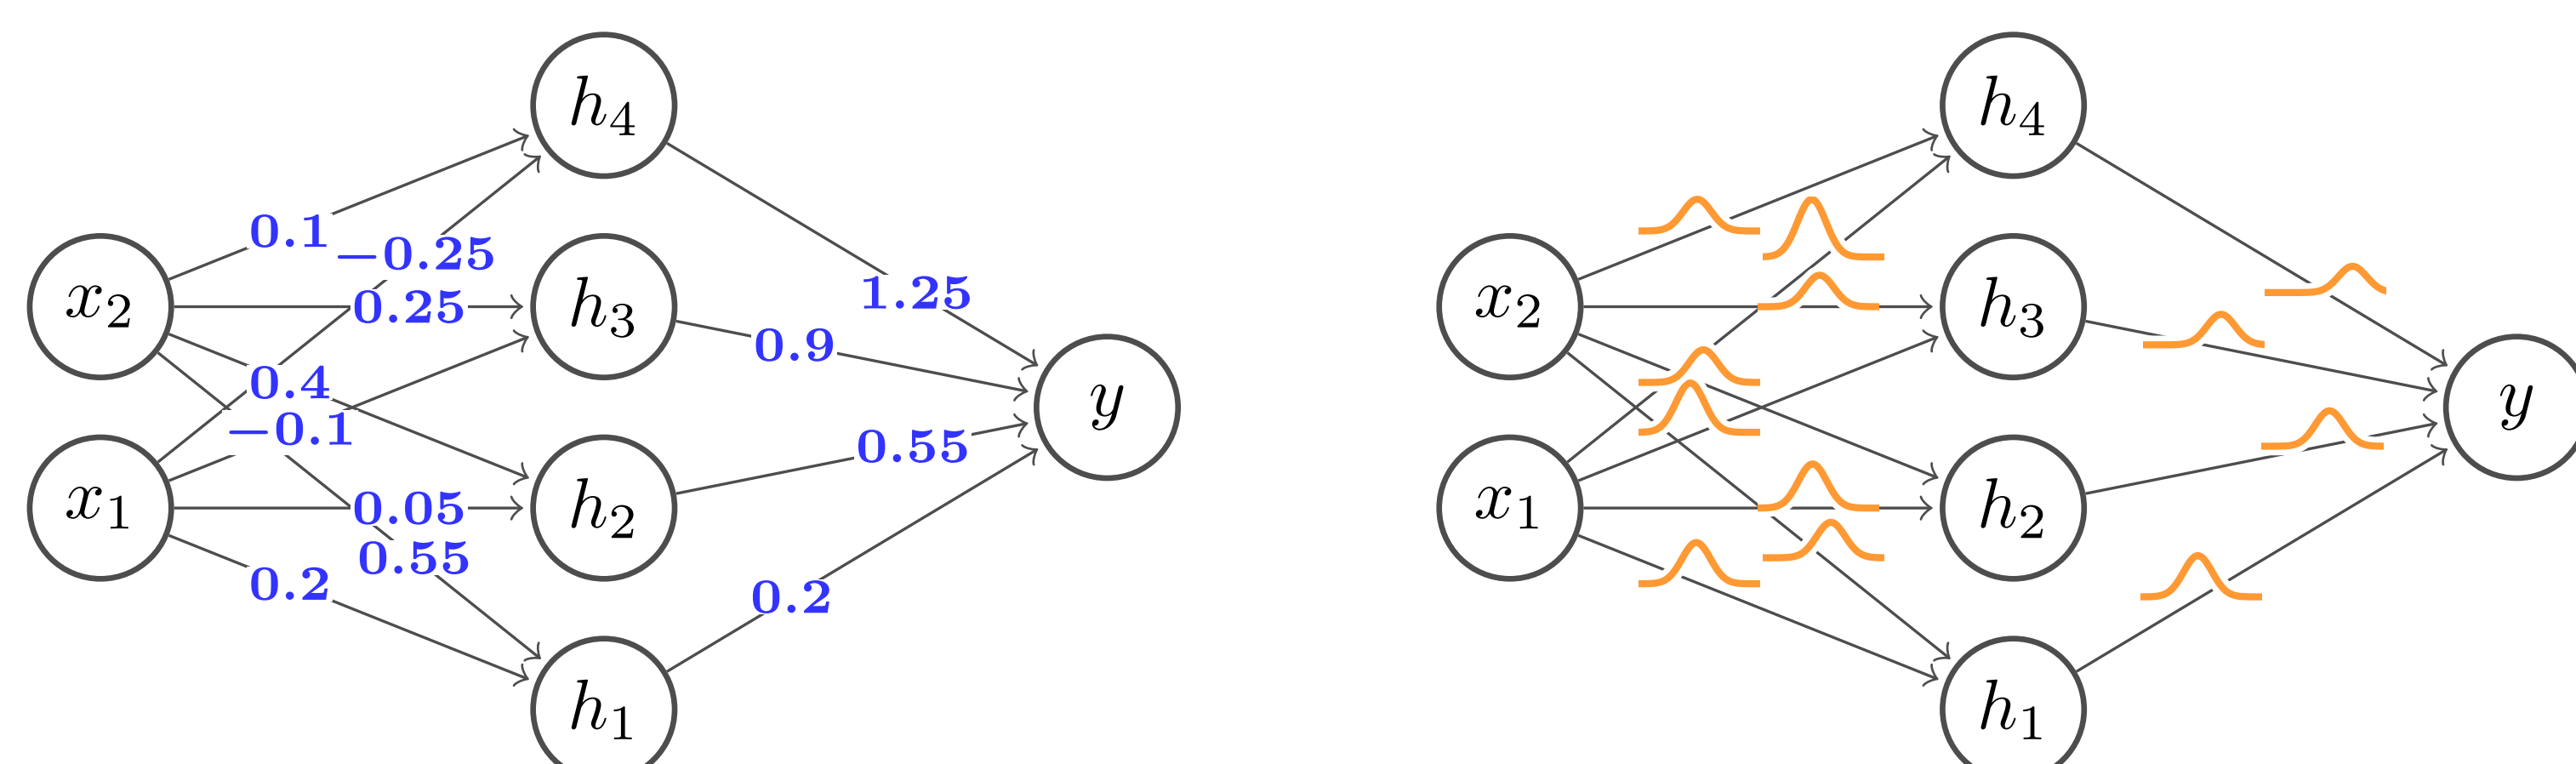 h₄
0.1
−0.25
x₂
0.25
h₃
1.25
0.9
0.4
−0.1
y
x₁
0.05
h₂
0.55
0.55
0.2
0.2
h₁
h₄
x₂
h₃
y
x₁
h₂
h₁